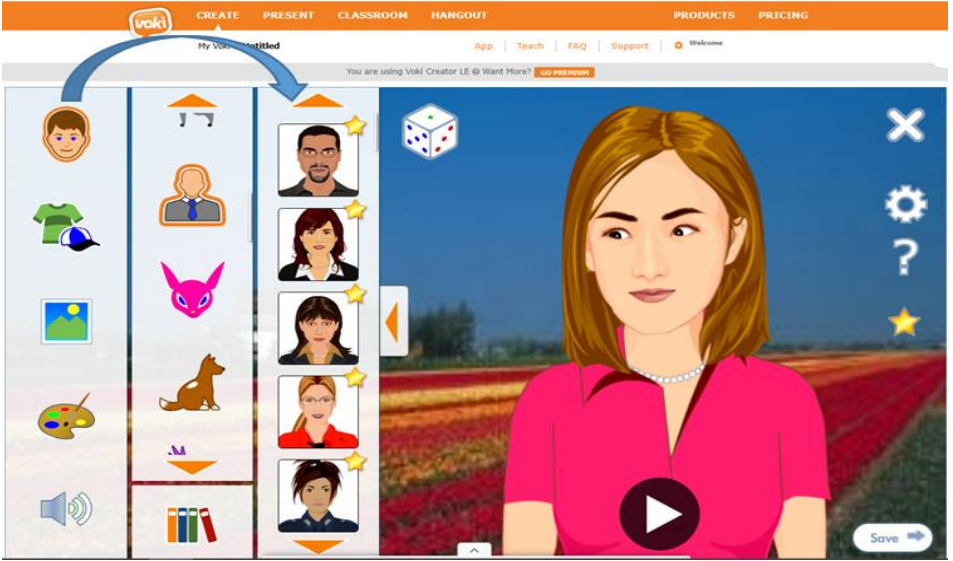 voki CREATE PRESENT CLASSROOM HANGOUT PRODUCTS PRICING
My Voki App Teach FAQ Support Welcome
You are using Voki Creator LE Want More? GO PREMIUM
?
Save